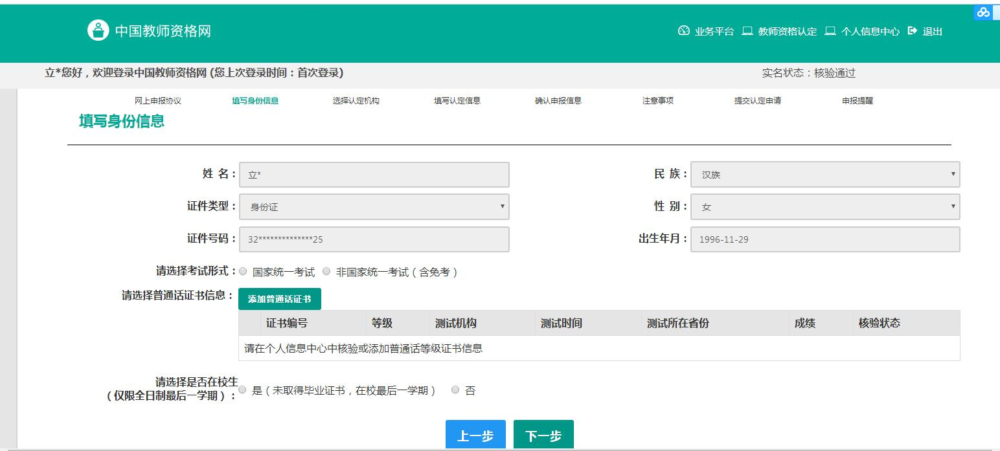 中国教师资格网
业务平台 教师资格认定 个人信息中心 退出
立*您好，欢迎登录中国教师资格网 (您上次登录时间：首次登录) 实名状态：核验通过
网上申报协议 填写身份信息 选择认定机构 填写认定信息 确认申报信息 注意事项 提交认定申请 申报提醒
填写身份信息
姓 名： 立* 民 族： 汉族
证件类型： 身份证 性 别： 女
证件号码： 32**************25 出生年月： 1996-11-29
请选择考试形式： 国家统一考试 非国家统一考试（含免考）
请选择普通话证书信息： 添加普通话证书
证书编号 等级 测试机构 测试时间 测试所在省份 成绩 核验状态
请在个人信息中心中核验或添加普通话等级证书信息
请选择是否在校生
（仅限全日制最后一学期）： 是（未取得毕业证书，在校最后一学期） 否
上一步 下一步